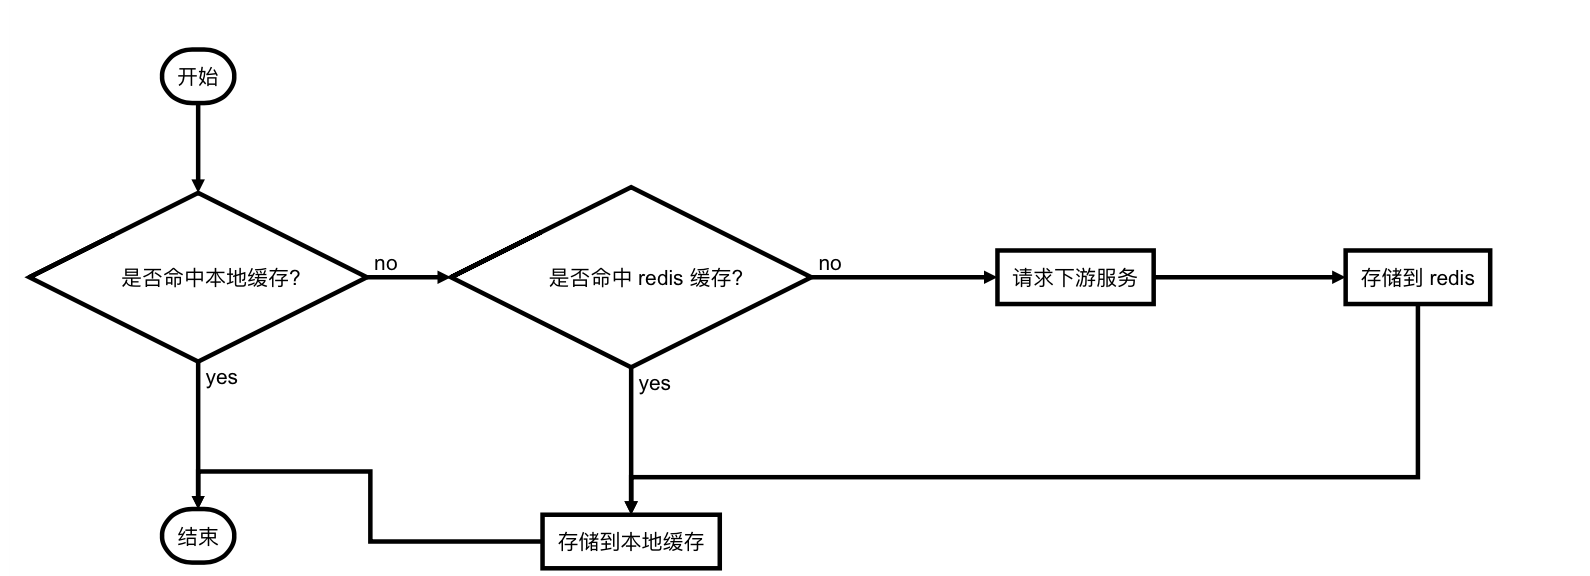 开始
是否命中本地缓存?
no
是否命中 redis 缓存?
no
请求下游服务
存储到 redis
yes
yes
结束
存储到本地缓存